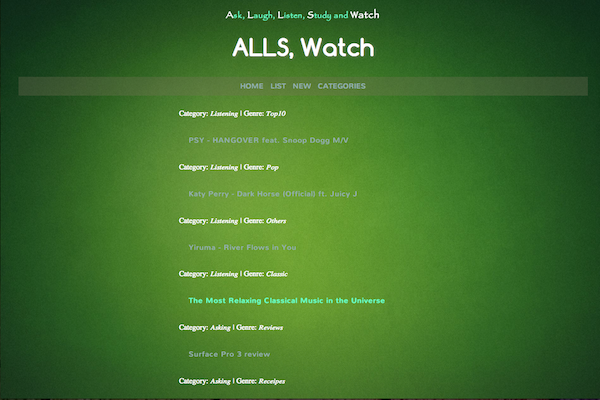 Ask, Laugh, Listen, Study and Watch
ALLS, Watch
HOME LIST NEW CATEGORIES
Category: Listening | Genre: Top10
PSY - HANGOVER feat. Snoop Dogg M/V
Category: Listening | Genre: Pop
Katy Perry - Dark Horse (Official) ft. Juicy J
Category: Listening | Genre: Others
Yiruma - River Flows in You
Category: Listening | Genre: Classic
The Most Relaxing Classical Music in the Universe
Category: Asking | Genre: Reviews
Surface Pro 3 review
Category: Asking | Genre: Receipes